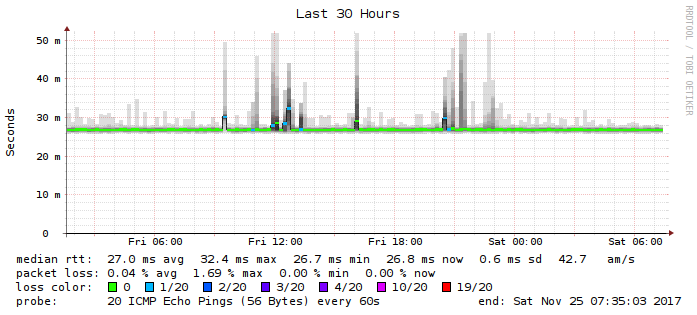 Last 30 Hours
RRDTOOL / TOBI OETIKER
Seconds
50 m
40 m
30 m
20 m
10 m
0
Fri 06:00 Fri 12:00 Fri 18:00 Sat 00:00 Sat 06:00
median rtt: 27.0 ms avg 32.4 ms max 26.7 ms min 26.8 ms now 0.6 ms sd 42.7 am/s
packet loss: 0.04 % avg 1.69 % max 0.00 % min 0.00 % now
loss color: 0 1/20 2/20 3/20 4/20 10/20 19/20
probe: 20 ICMP Echo Pings (56 Bytes) every 60s end: Sat Nov 25 07:35:03 2017